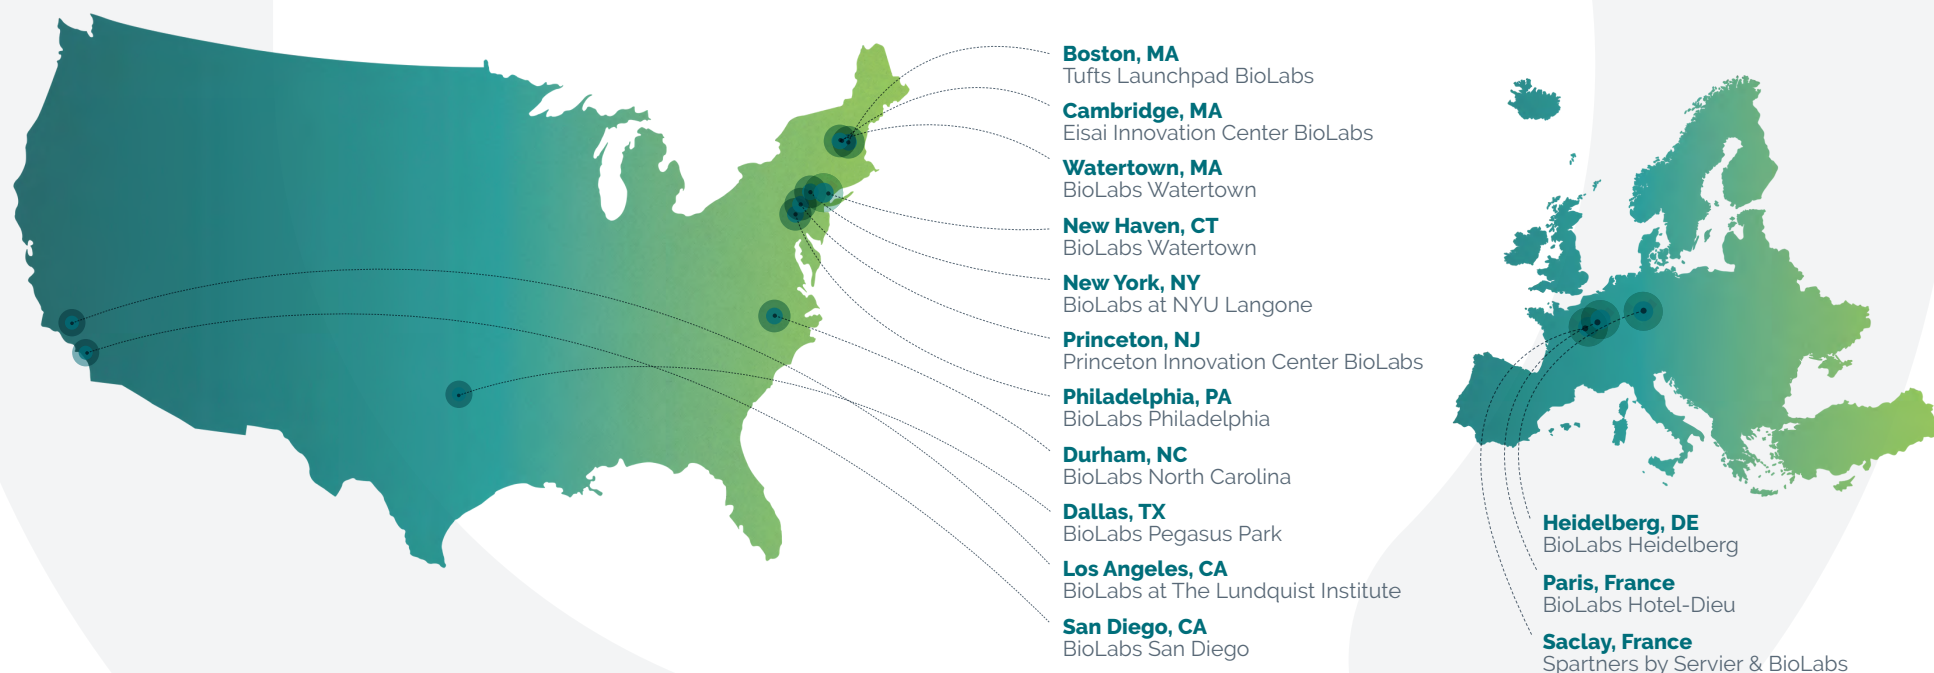 Boston, MA
Tufts Launchpad BioLabs
Cambridge, MA
Eisai Innovation Center BioLabs
Watertown, MA
BioLabs Watertown
New Haven, CT
BioLabs Watertown
New York, NY
BioLabs at NYU Langone
Princeton, NJ
Princeton Innovation Center BioLabs
Philadelphia, PA
BioLabs Philadelphia
Durham, NC
BioLabs North Carolina
Dallas, TX
BioLabs Pegasus Park
Los Angeles, CA
BioLabs at The Lundquist Institute
San Diego, CA
BioLabs San Diego
Heidelberg, DE
BioLabs Heidelberg
Paris, France
BioLabs Hotel-Dieu
Saclay, France
Spartners by Servier & BioLabs